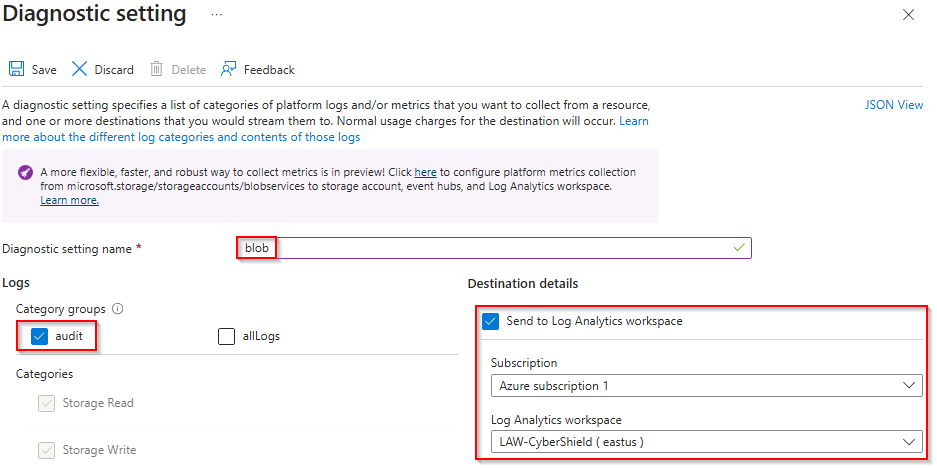 Diagnostic setting ...
Save Discard Delete Feedback
A diagnostic setting specifies a list of categories of platform logs and/or metrics that you want to collect from a resource, JSON View
and one or more destinations that you would stream them to. Normal usage charges for the destination will occur. Learn
more about the different log categories and contents of those logs
A more flexible, faster, and robust way to collect metrics is in preview! Click here to configure platform metrics collection
from microsoft.storage/storageaccounts/blobservices to storage account, event hubs, and Log Analytics workspace.
Learn more.
Diagnostic setting name * blob
Logs
Category groups
audit allLogs
Categories
Storage Read
Storage Write
Destination details
Send to Log Analytics workspace
Subscription
Azure subscription 1
Log Analytics workspace
LAW-CyberShield ( eastus )